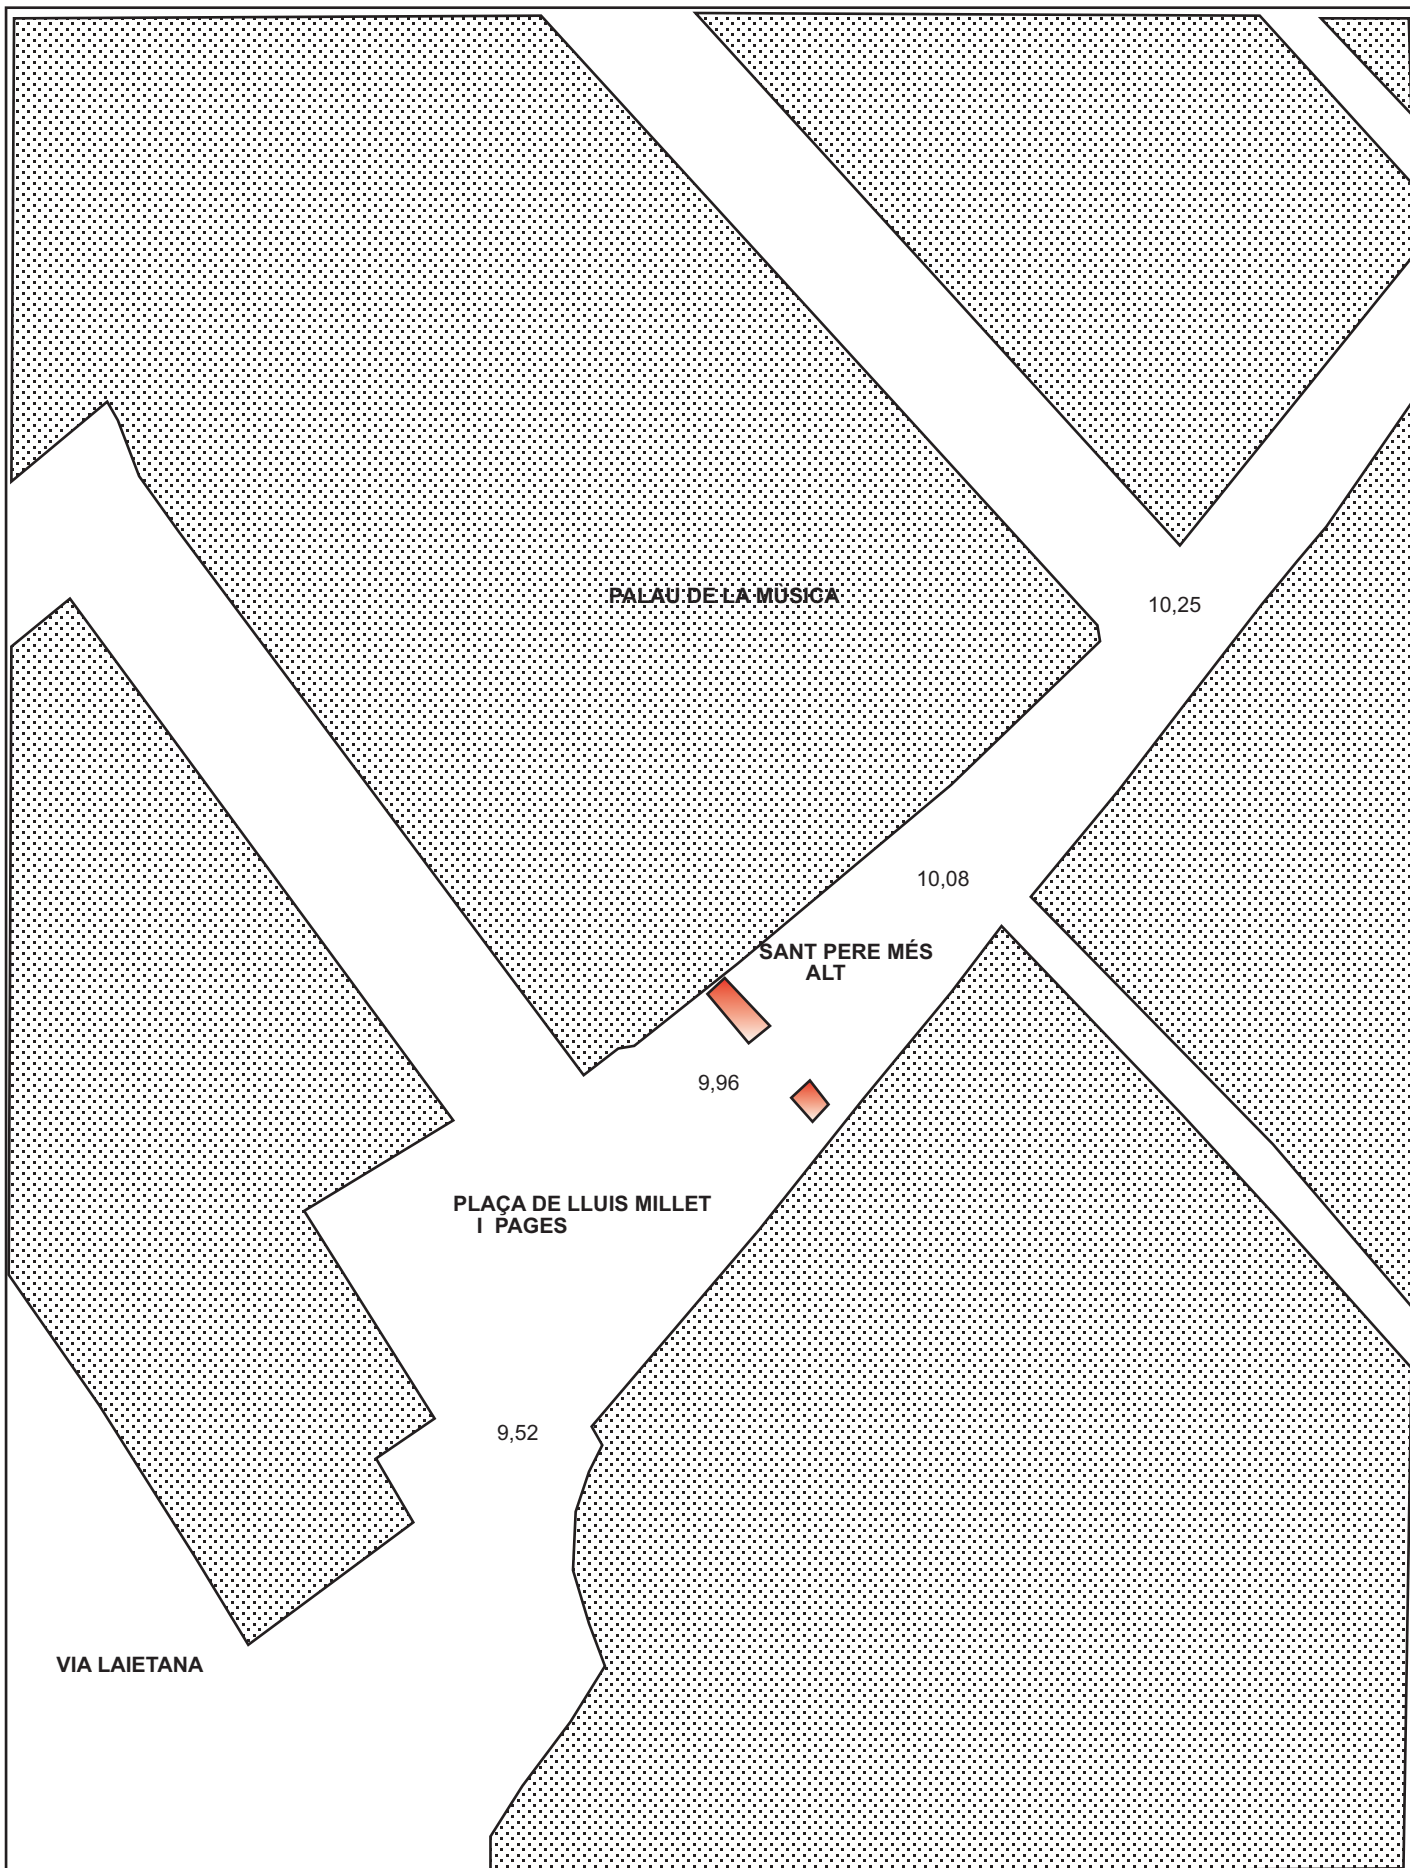 PALAU DE LA MÚSICA
10,25
10,08
SANT PERE MÉS
ALT
9,96
PLAÇA DE LLUIS MILLET
I PAGES
9,52
VIA LAIETANA